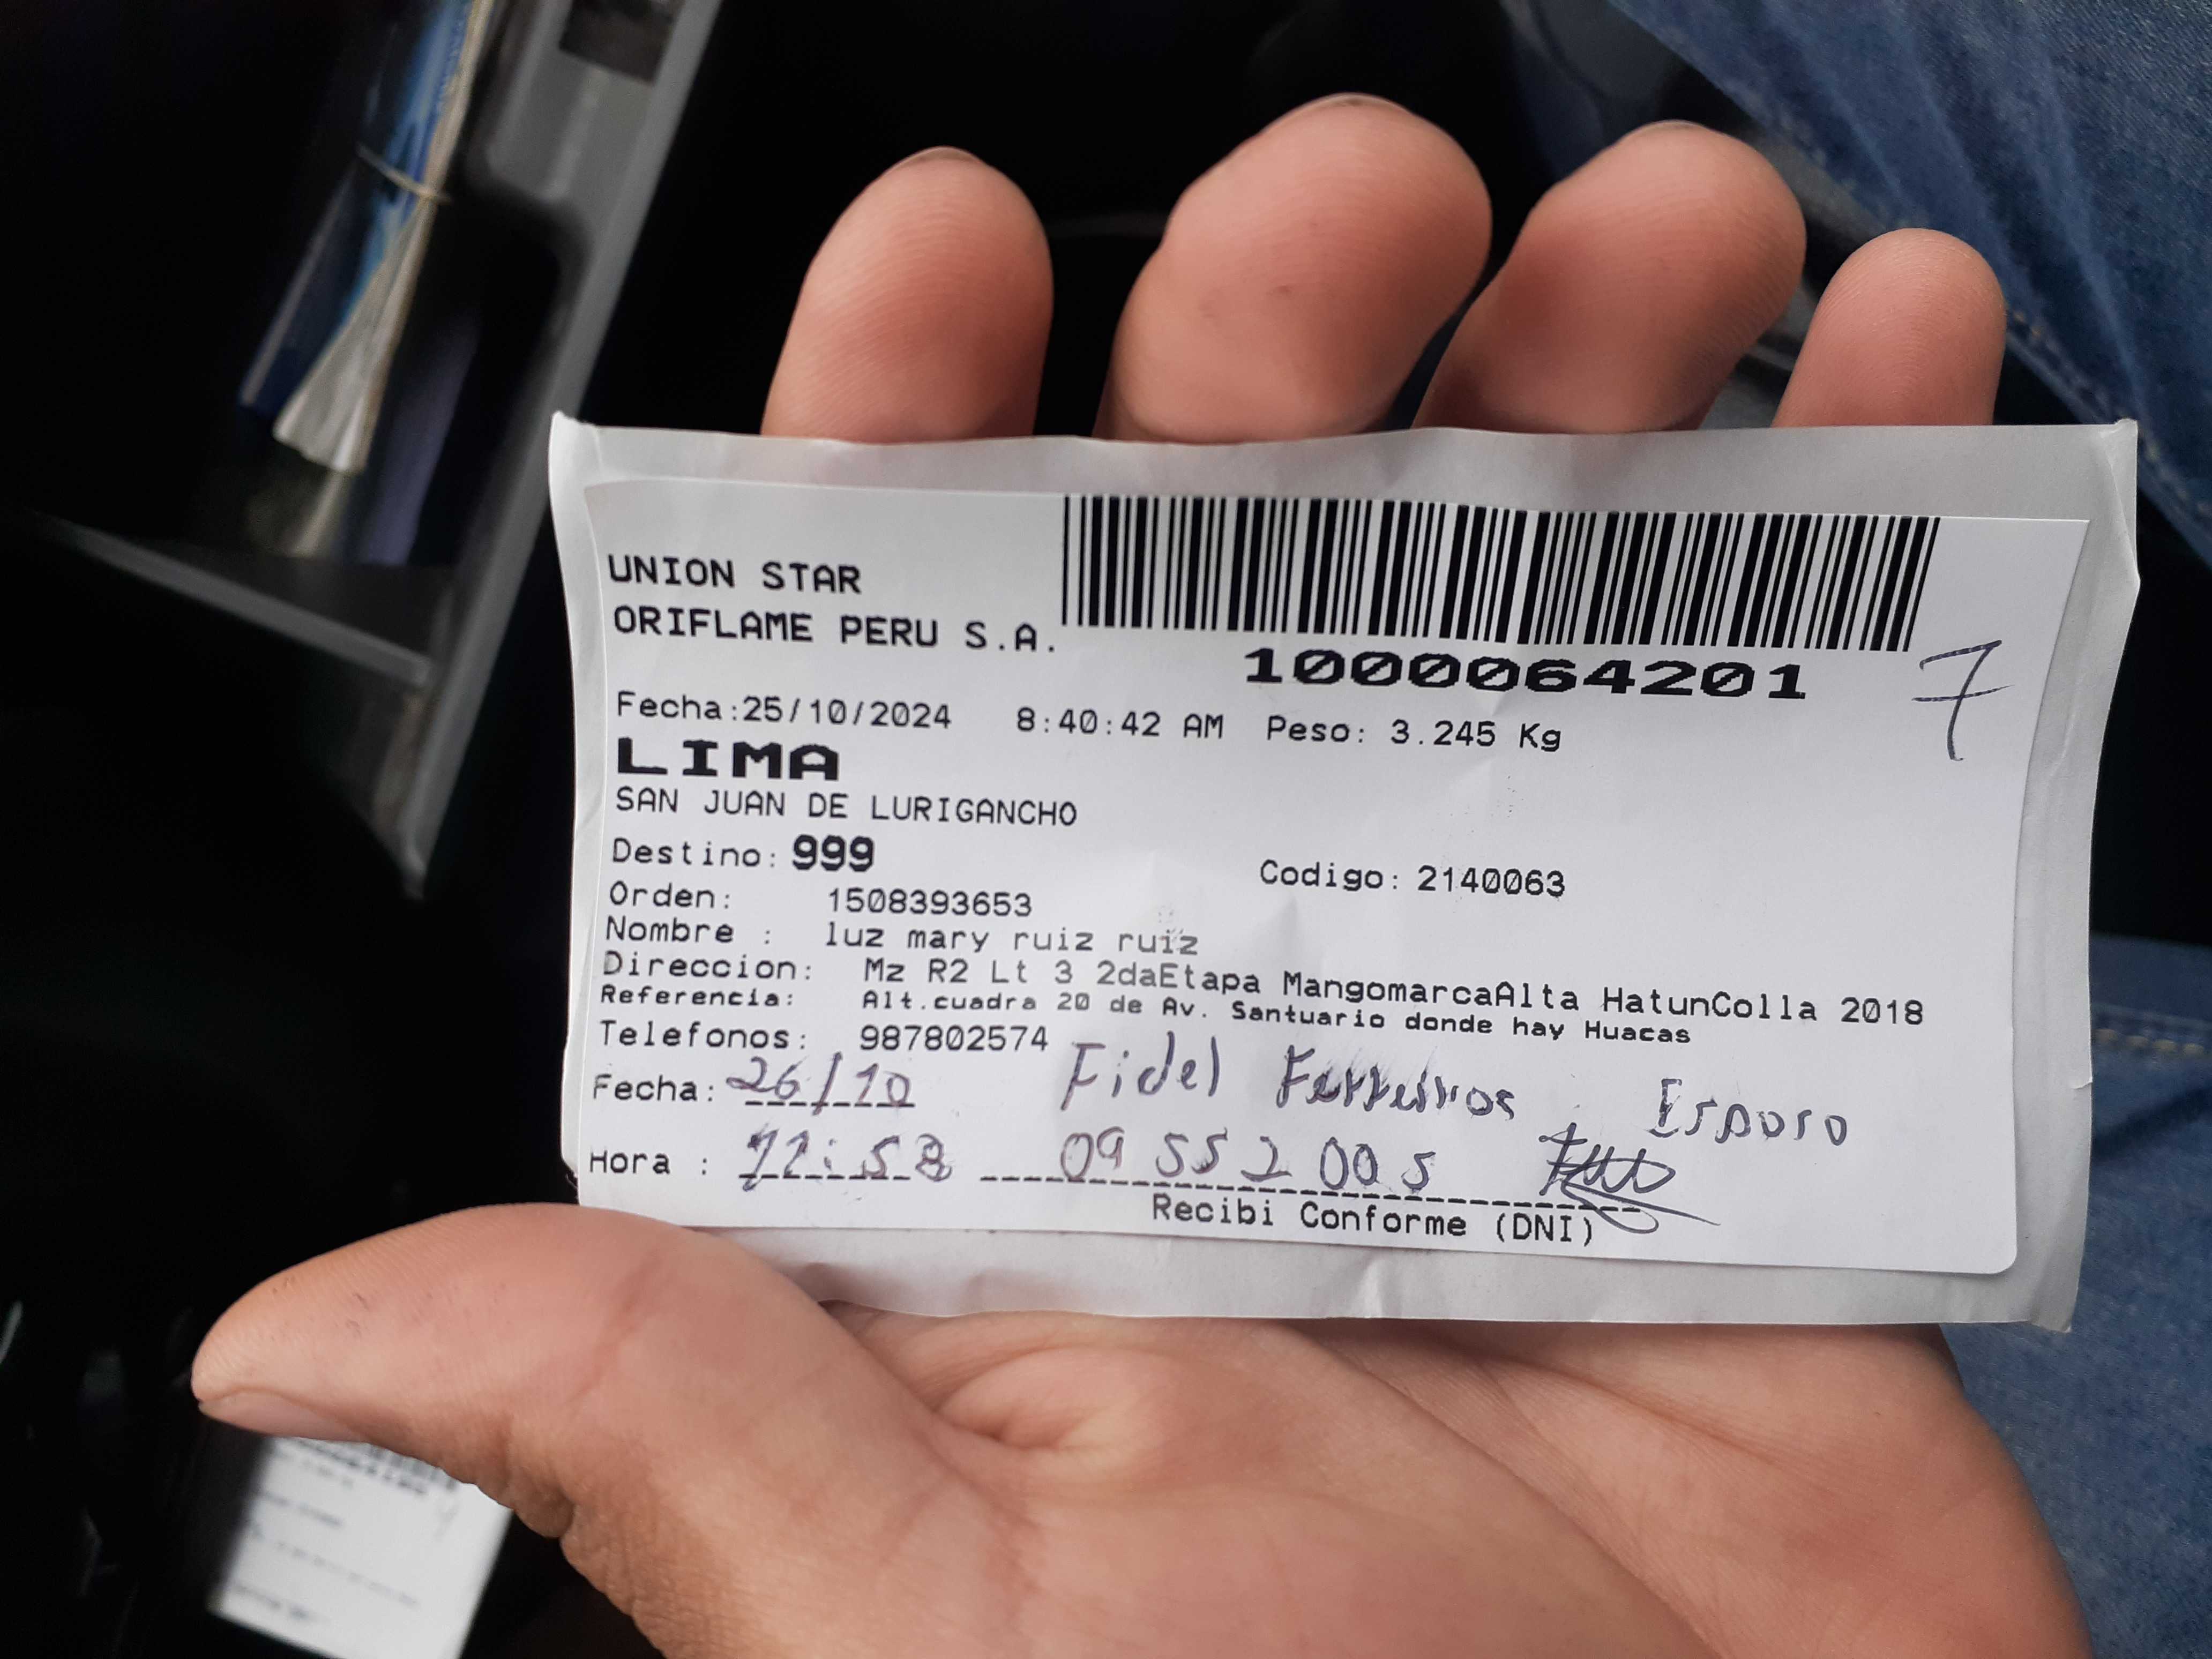 UNION STAR
ORIFLAME PERU S.A.
1000064201
7
Fecha:25/10/2024 8:40:42 AM Peso: 3.245 Kg
LIMA
SAN JUAN DE LURIGANCHO
Destino: 999
Codigo: 2140063
Orden: 1508393653
Nombre : luz mary ruiz ruiz
Direccion: Mz R2 Lt 3 2daEtapa MangomarcaAlta HatunColla 2018
Referencia: Alt.cuadra 20 de Av. Santuario donde hay Huacas
Telefonos: 987802574
Fecha: 26/10 Fidel Esposo
Hora : 09552005
Recibi Conforme (DNI)